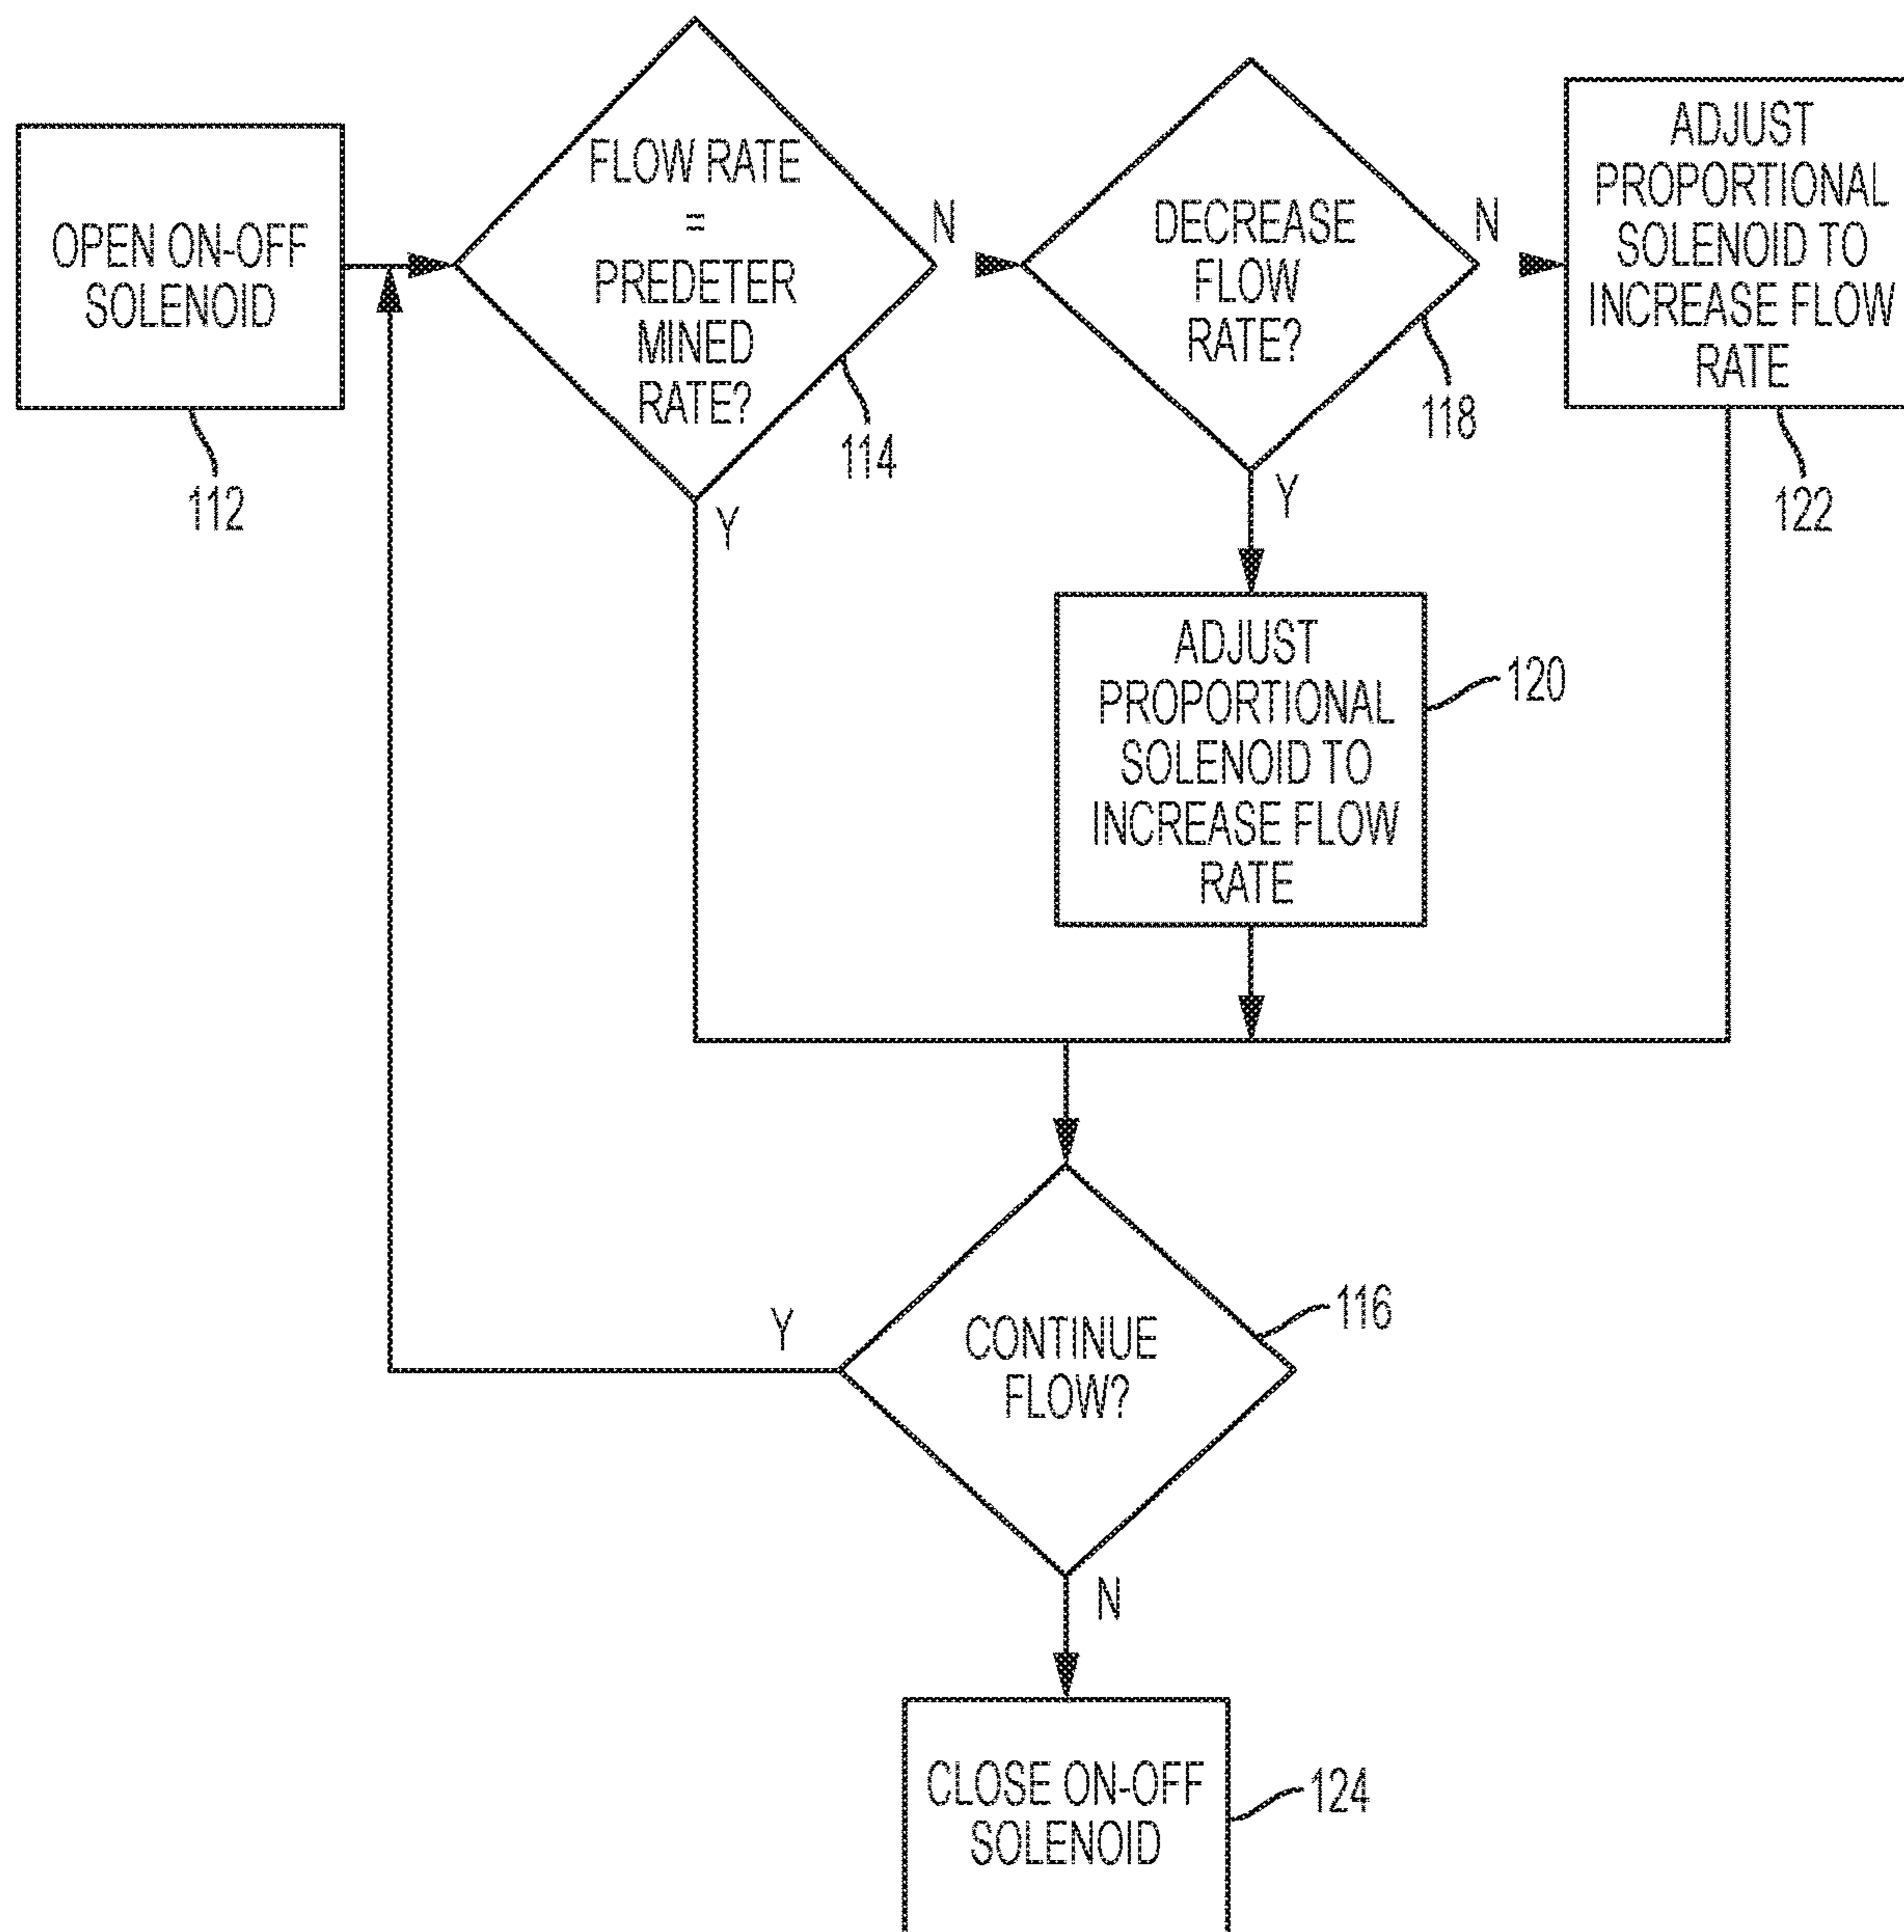 OPEN ON-OFF
SOLENOID
112
FLOW RATE
=
PREDETER
MINED
RATE?
114
N
Y
DECREASE
FLOW
RATE?
118
N
Y
ADJUST
PROPORTIONAL
SOLENOID TO
INCREASE FLOW
RATE
122
ADJUST
PROPORTIONAL
SOLENOID TO
INCREASE FLOW
RATE
120
CONTINUE
FLOW?
116
Y
N
CLOSE ON-OFF
SOLENOID
124